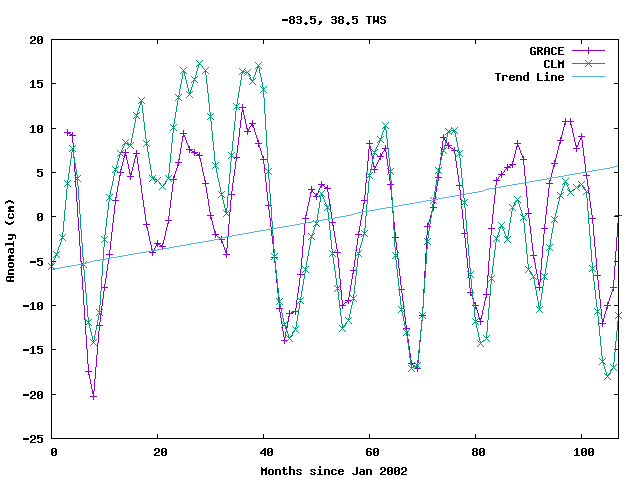 -83.5, 38.5 TWS
GRACE
CLM
Trend Line
20
15
10
5
0
-5
-10
-15
-20
-25
Anomaly (cm)
0 20 40 60 80 100
Months since Jan 2002